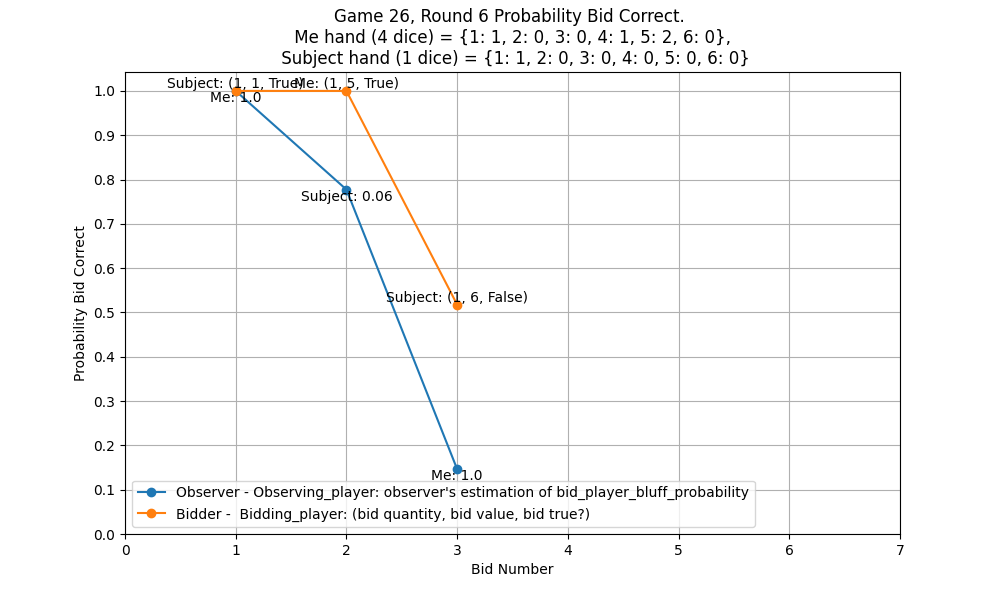 Game 26, Round 6 Probability Bid Correct.
Me hand (4 dice) = {1: 1, 2: 0, 3: 0, 4: 1, 5: 2, 6: 0},
Subject hand (1 dice) = {1: 1, 2: 0, 3: 0, 4: 0, 5: 0, 6: 0}
Subject: (1, 1, True)
Me: (1, 5, True)
Me: 1.0
Subject: 0.06
Subject: (1, 6, False)
Me: 1.0
Probability Bid Correct
1.0
0.9
0.8
0.7
0.6
0.5
0.4
0.3
0.2
0.1
0.0
Observer - Observing_player: observer's estimation of bid_player_bluff_probability
Bidder -  Bidding_player: (bid quantity, bid value, bid true?)
0 1 2 3 4 5 6 7
Bid Number